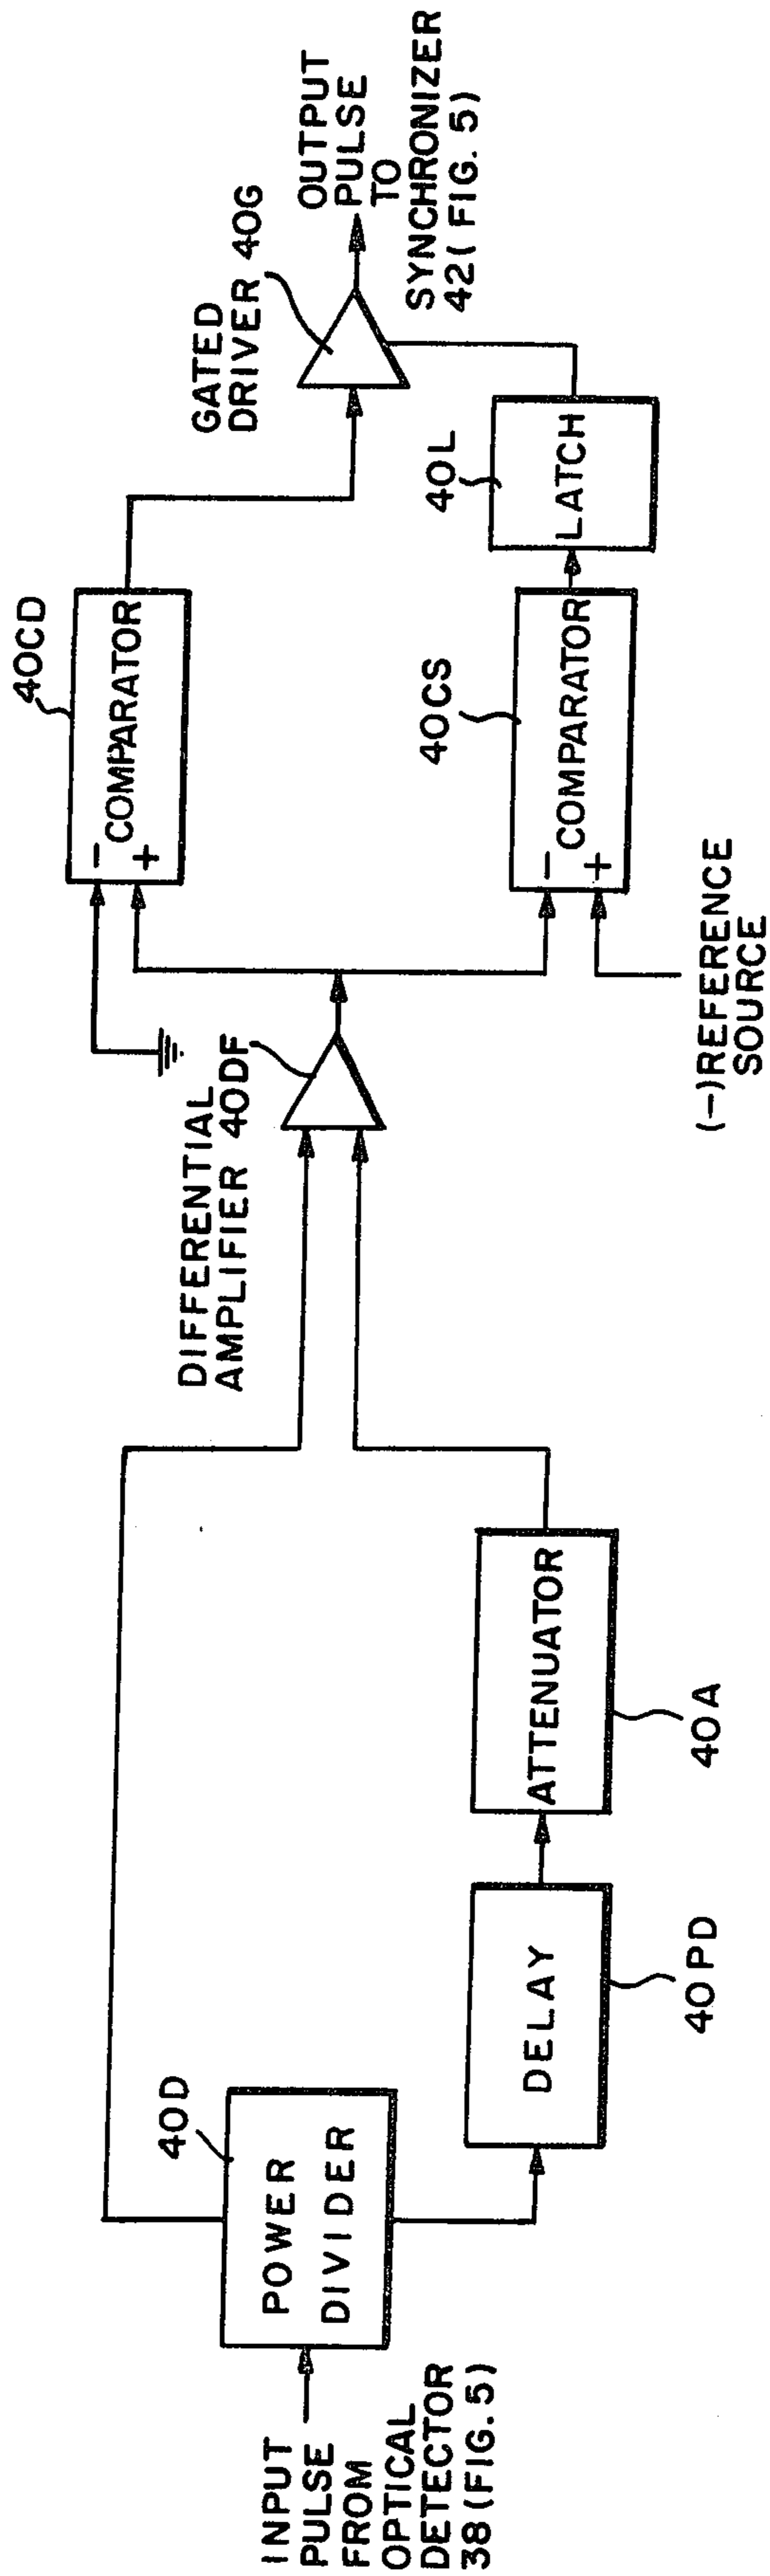 INPUT
PULSE
FROM
OPTICAL
DETECTOR
38 (FIG. 5)
40D
POWER
DIVIDER
DELAY
40PD
ATTENUATOR
40A
DIFFERENTIAL
AMPLIFIER 40DF
40CD
-
+
COMPARATOR
40CS
-
+
COMPARATOR
(-)REFERENCE
SOURCE
40L
LATCH
GATED
DRIVER 40G
OUTPUT
PULSE
TO
SYNCHRONIZER
42( FIG. 5)